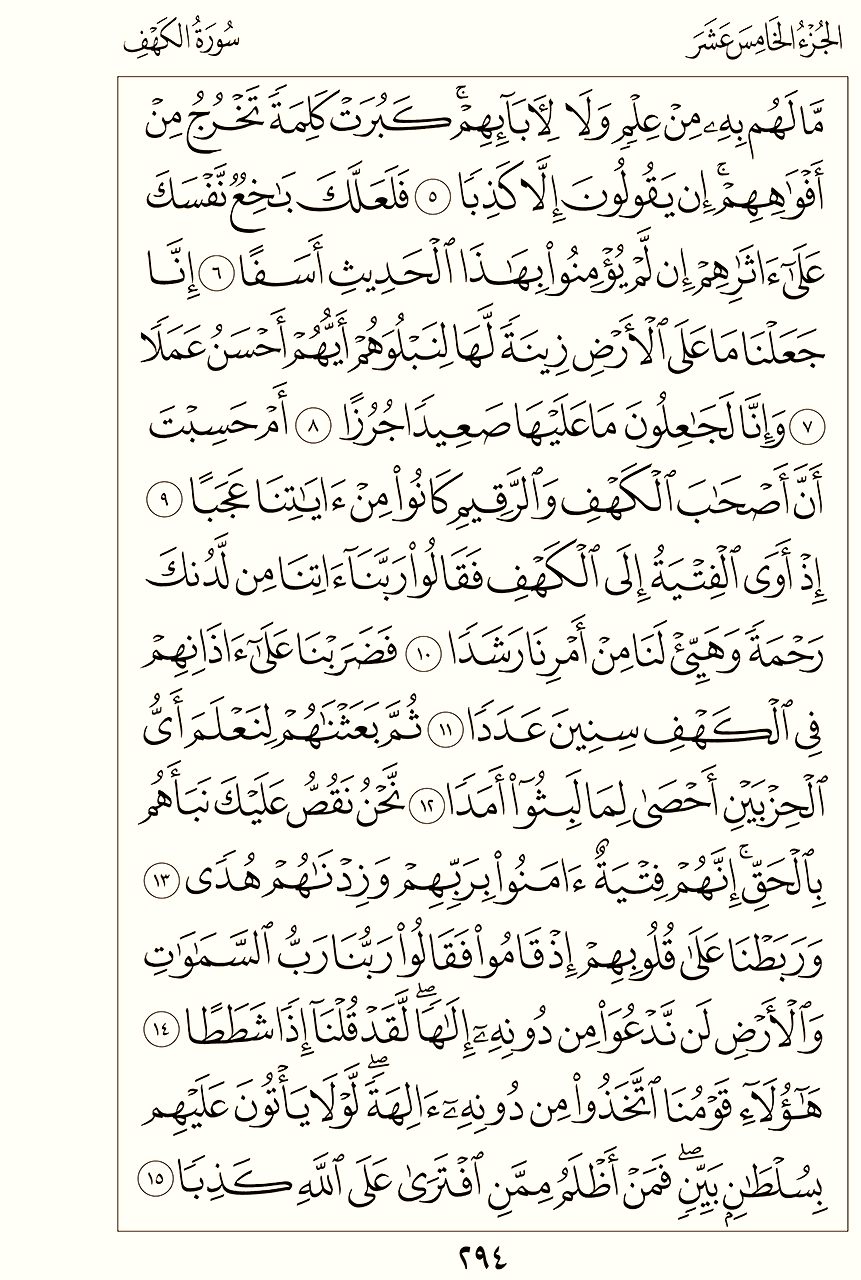 الجُزْءُ الخَامِسَ عَشَرَ
سُورَةُ الكَهْفِ
مَّا لَهُم بِهِۦ مِنْ عِلْمٍ وَلَا لِأٓبَآئِهِمْۚ كَبُرَتْ كَلِمَةً تَخْرُجُ مِنْ
أَفْوَٰهِهِمْۚ إِن يَقُولُونَ إِلَّا كَذِبًا ٥ فَلَعَلَّكَ بَٰخِعٌ نَّفْسَكَ
عَلَىٰٓ ءَاثَٰرِهِمْ إِن لَّمْ يُؤْمِنُوا۟ بِهَٰذَا ٱلْحَدِيثِ أَسَفًا ٦ إِنَّا
جَعَلْنَا مَا عَلَى ٱلْأَرْضِ زِينَةً لَّهَا لِنَبْلُوَهُمْ أَيُّهُمْ أَحْسَنُ عَمَلًا
٧ وَإِنَّا لَجَٰعِلُونَ مَا عَلَيْهَا صَعِيدًا جُرُزًا ٨ أَمْ حَسِبْتَ
أَنَّ أَصْحَٰبَ ٱلْكَهْفِ وَٱلرَّقِيمِ كَانُوا۟ مِنْ ءَايَٰتِنَا عَجَبًا ٩
إِذْ أَوَى ٱلْفِتْيَةُ إِلَى ٱلْكَهْفِ فَقَالُوا۟ رَبَّنَآ ءَاتِنَا مِن لَّدُنكَ
رَحْمَةً وَهَيِّئْ لَنَا مِنْ أَمْرِنَا رَشَدًا ١٠ فَضَرَبْنَا عَلَىٰٓ ءَاذَانِهِمْ
فِى ٱلْكَهْفِ سِنِينَ عَدَدًا ١١ ثُمَّ بَعَثْنَٰهُمْ لِنَعْلَمَ أَىُّ
ٱلْحِزْبَيْنِ أَحْصَىٰ لِمَا لَبِثُوٓا۟ أَمَدًا ١٢ نَّحْنُ نَقُصُّ عَلَيْكَ نَبَأَهُم
بِٱلْحَقِّۚ إِنَّهُمْ فِتْيَةٌ ءَامَنُوا۟ بِرَبِّهِمْ وَزِدْنَٰهُمْ هُدًى ١٣
وَرَبَطْنَا عَلَىٰ قُلُوبِهِمْ إِذْ قَامُوا۟ فَقَالُوا۟ رَبُّنَا رَبُّ ٱلسَّمَٰوَٰتِ
وَٱلْأَرْضِ لَن نَّدْعُوَا۟ مِن دُونِهِۦٓ إِلَٰهًاۖ لَّقَدْ قُلْنَآ إِذًا شَطَطًا ١٤
هَٰٓؤُلَآءِ قَوْمُنَا ٱتَّخَذُوا۟ مِن دُونِهِۦٓ ءَالِهَةًۖ لَّوْلَا يَأْتُونَ عَلَيْهِم
بِسُلْطَٰنٍۭ بَيِّنٍۖ فَمَنْ أَظْلَمُ مِمَّنِ ٱفْتَرَىٰ عَلَى ٱللَّهِ كَذِبًا ١٥
٢٩٤